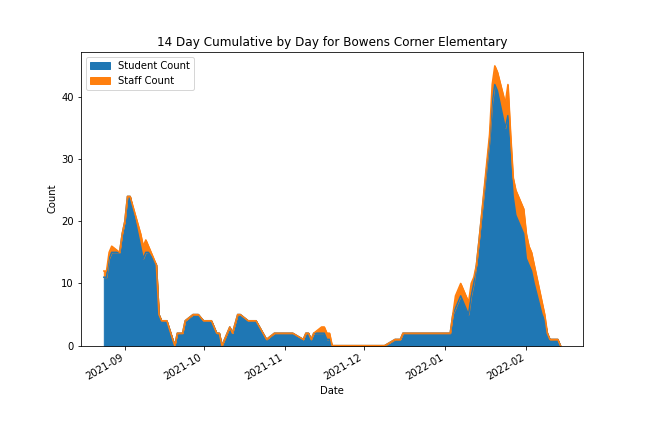 14 Day Cumulative by Day for Bowens Corner Elementary
Student Count
Staff Count
Count
40
30
20
10
0
2021-09
2021-10
2021-11
2021-12
2022-01
2022-02
Date